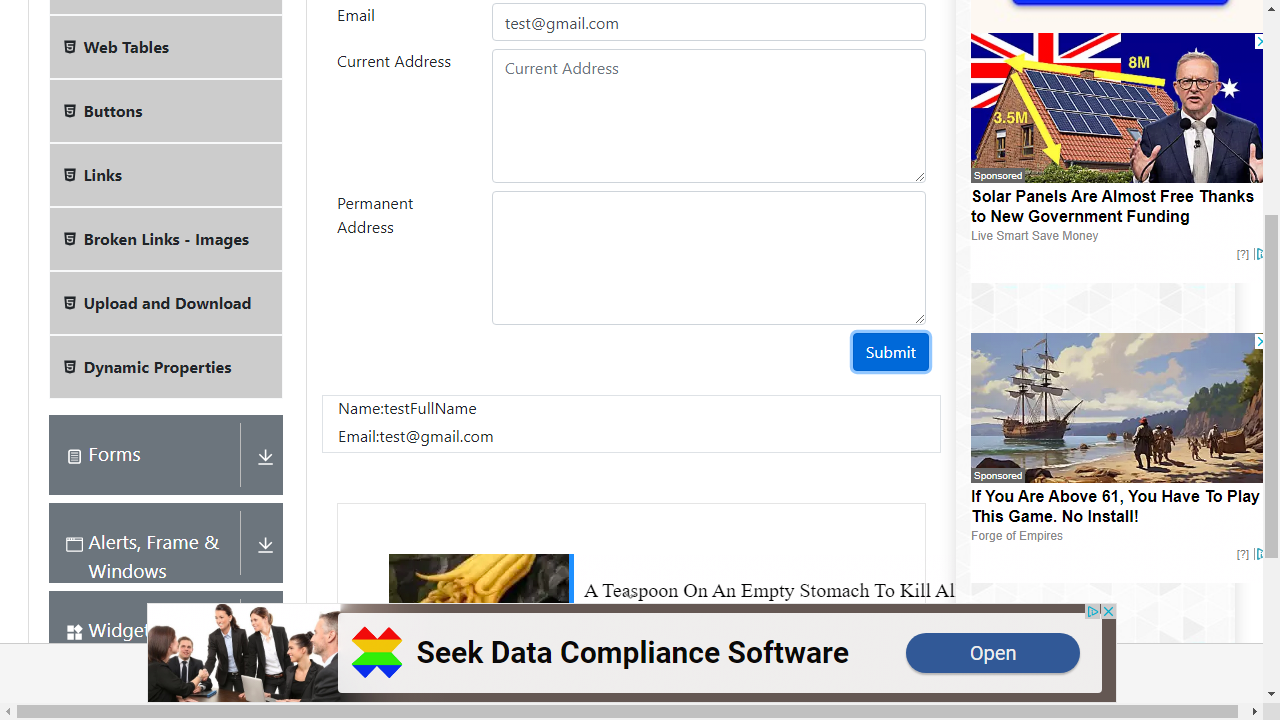 Web Tables
Buttons
Links
Broken Links - Images
Upload and Download
Dynamic Properties
Forms
Alerts, Frame &
Windows
Email
test@gmail.com
Current Address
Current Address
Permanent
Address
Submit
Name:testFullName
Email:test@gmail.com
A Teaspoon On An Empty Stomach To Kill Al
8M
3.5M
Sponsored
Solar Panels Are Almost Free Thanks
to New Government Funding
Live Smart Save Money
[?]
Sponsored
If You Are Above 61, You Have To Play
This Game. No Install!
Forge of Empires
[?]
Seek Data Compliance Software
Open